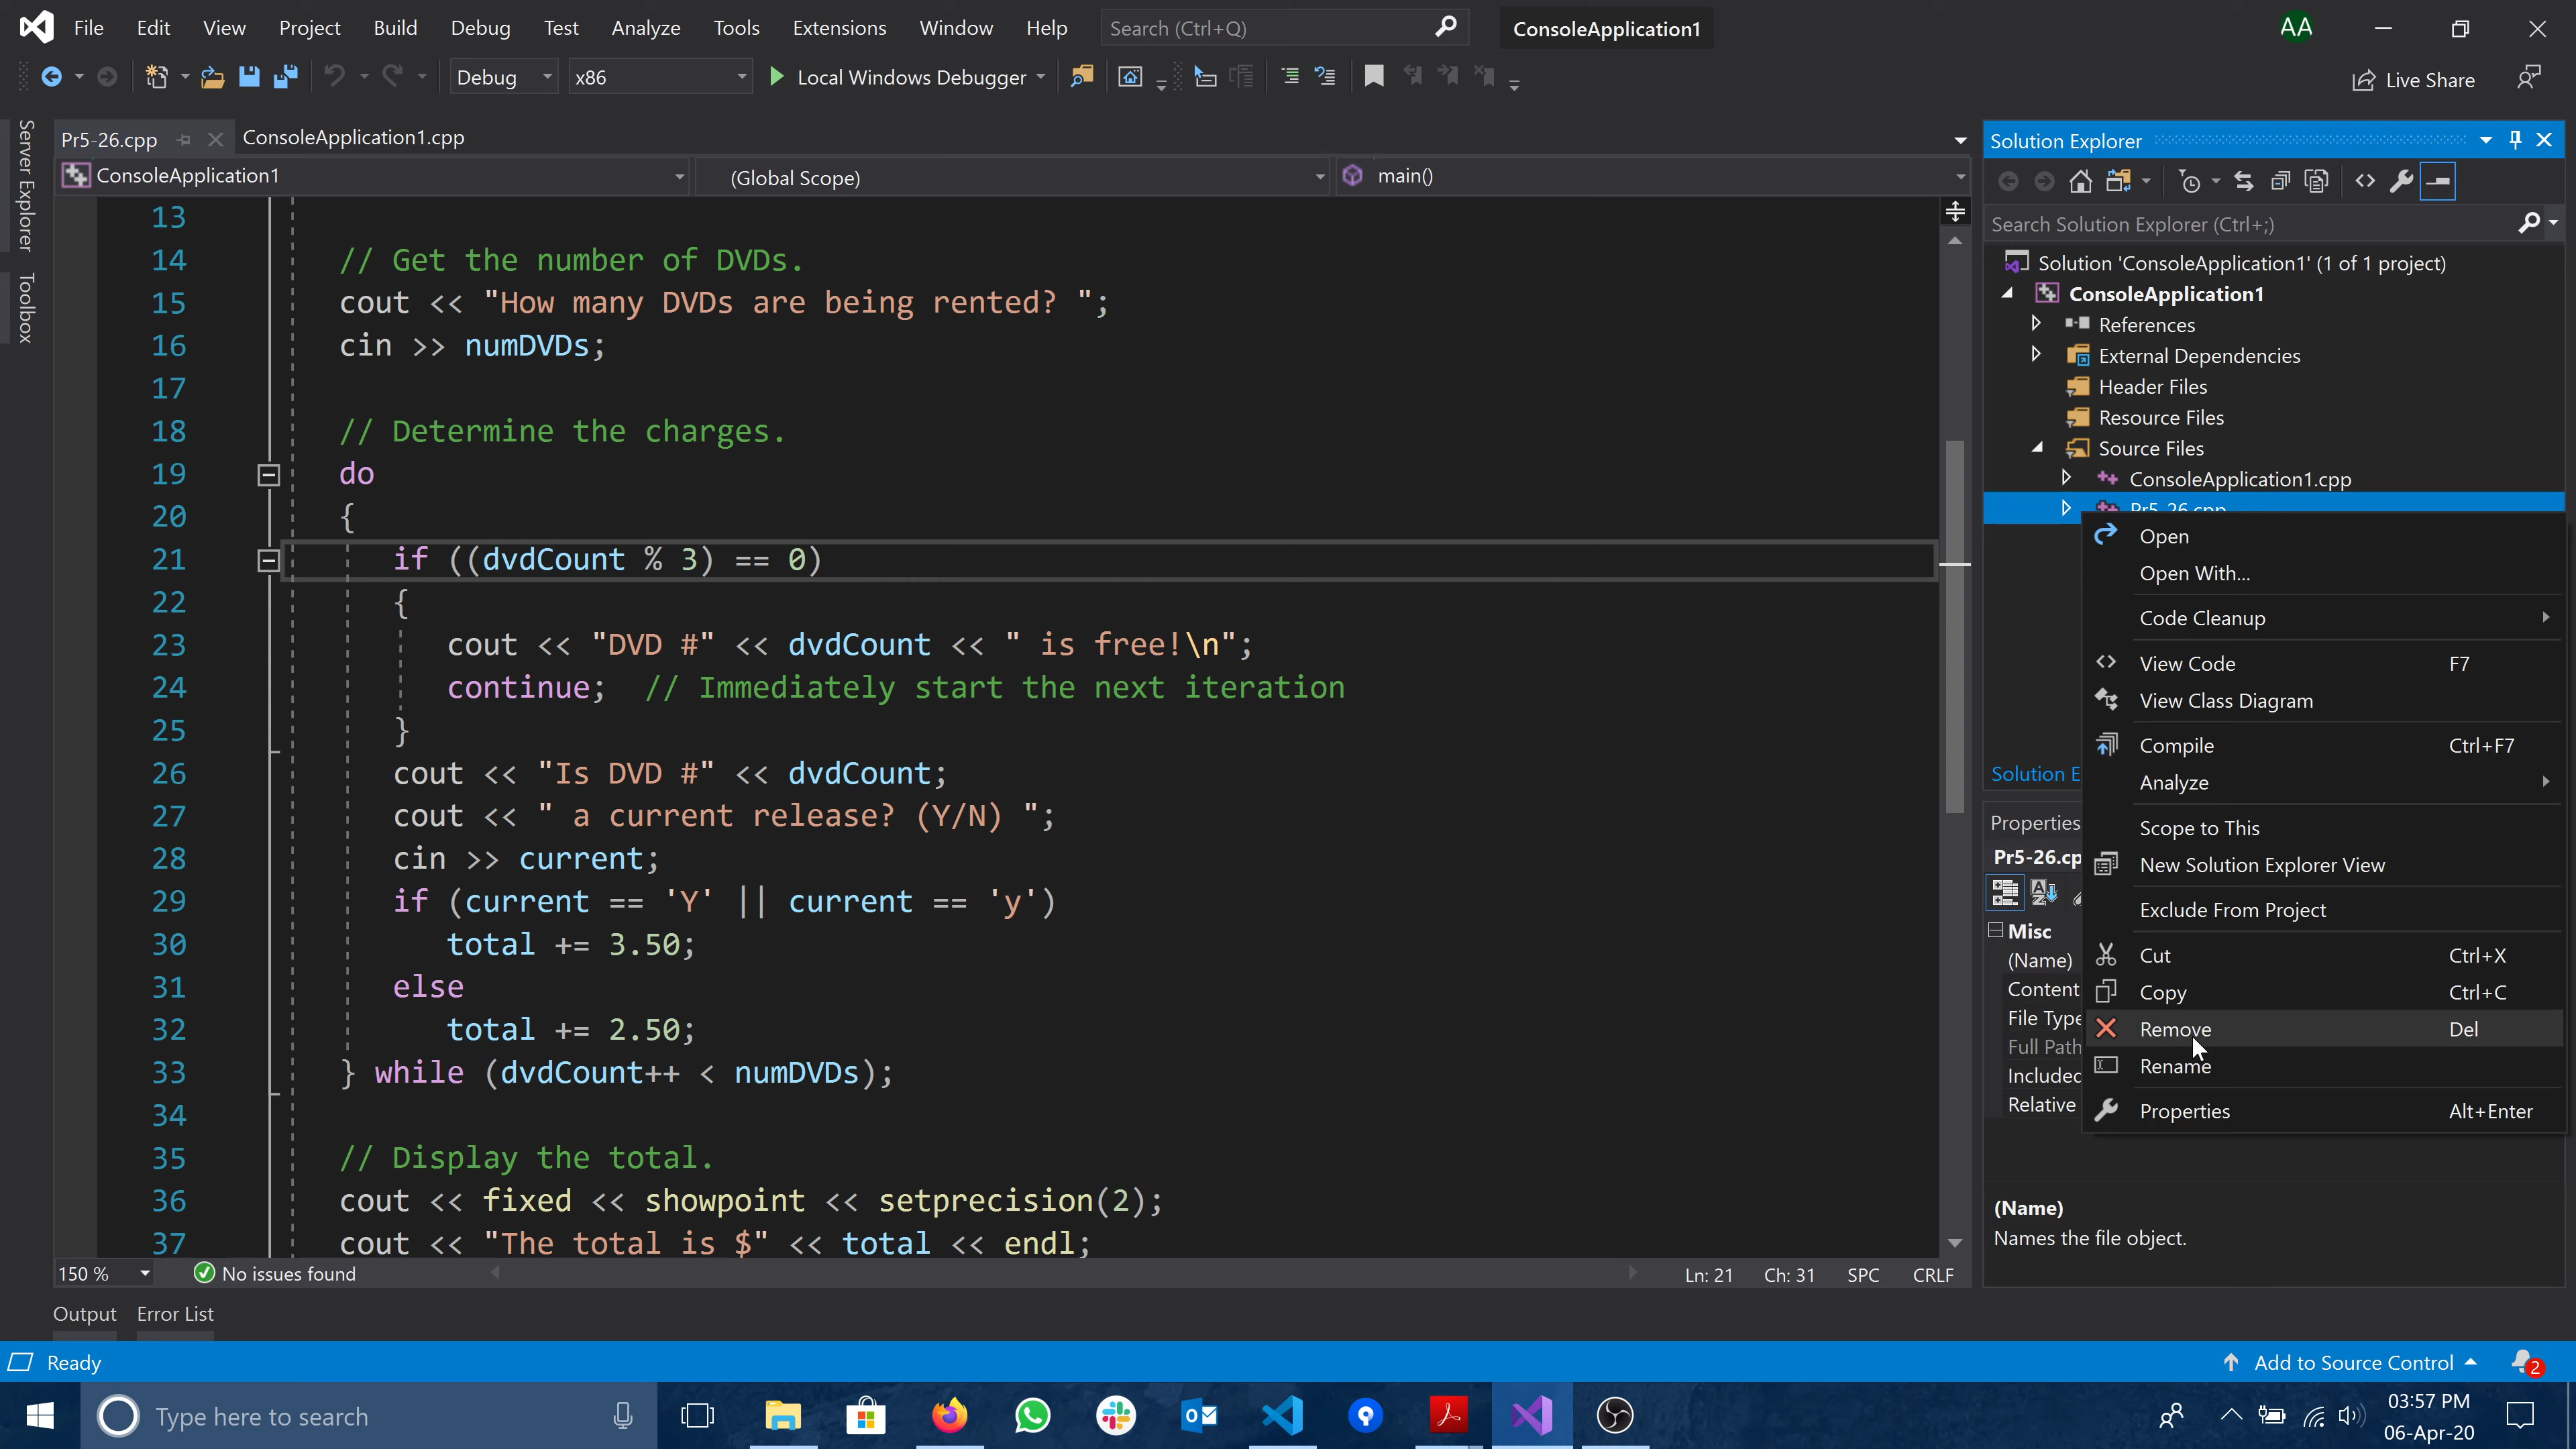 File Edit View Project Build Debug Test Analyze Tools Extensions Window Help Search (Ctrl+Q) ConsoleApplication1 AA
Debug x86 Local Windows Debugger Live Share
Server Explorer
Toolbox
Pr5-26.cpp ConsoleApplication1.cpp
ConsoleApplication1 (Global Scope) main()
13
14 // Get the number of DVDs.
15 cout << "How many DVDs are being rented? ";
16 cin >> numDVDs;
17
18 // Determine the charges.
19 do
20 {
21 if ((dvdCount % 3) == 0)
22 {
23 cout << "DVD #" << dvdCount << " is free!\n";
24 continue; // Immediately start the next iteration
25 }
26 cout << "Is DVD #" << dvdCount;
27 cout << " a current release? (Y/N) ";
28 cin >> current;
29 if (current == 'Y' || current == 'y')
30 total += 3.50;
31 else
32 total += 2.50;
33 } while (dvdCount++ < numDVDs);
34
35 // Display the total.
36 cout << fixed << showpoint << setprecision(2);
37 cout << "The total is $" << total << endl;
150 % No issues found Ln: 21 Ch: 31 SPC CRLF
Output Error List
Solution Explorer
Search Solution Explorer (Ctrl+;)
Solution 'ConsoleApplication1' (1 of 1 project)
ConsoleApplication1
References
External Dependencies
Header Files
Resource Files
Source Files
ConsoleApplication1.cpp
Pr5-26.cpp
Open
Open With...
Code Cleanup
View Code F7
View Class Diagram
Compile Ctrl+F7
Analyze
Scope to This
New Solution Explorer View
Exclude From Project
Cut Ctrl+X
Copy Ctrl+C
Remove Del
Rename
Properties Alt+Enter
Solution E
Properties
Pr5-26.cp
Misc
(Name)
Content
File Type
Full Path
Included
Relative
(Name)
Names the file object.
Ready Add to Source Control 2
Type here to search 03:57 PM
06-Apr-20